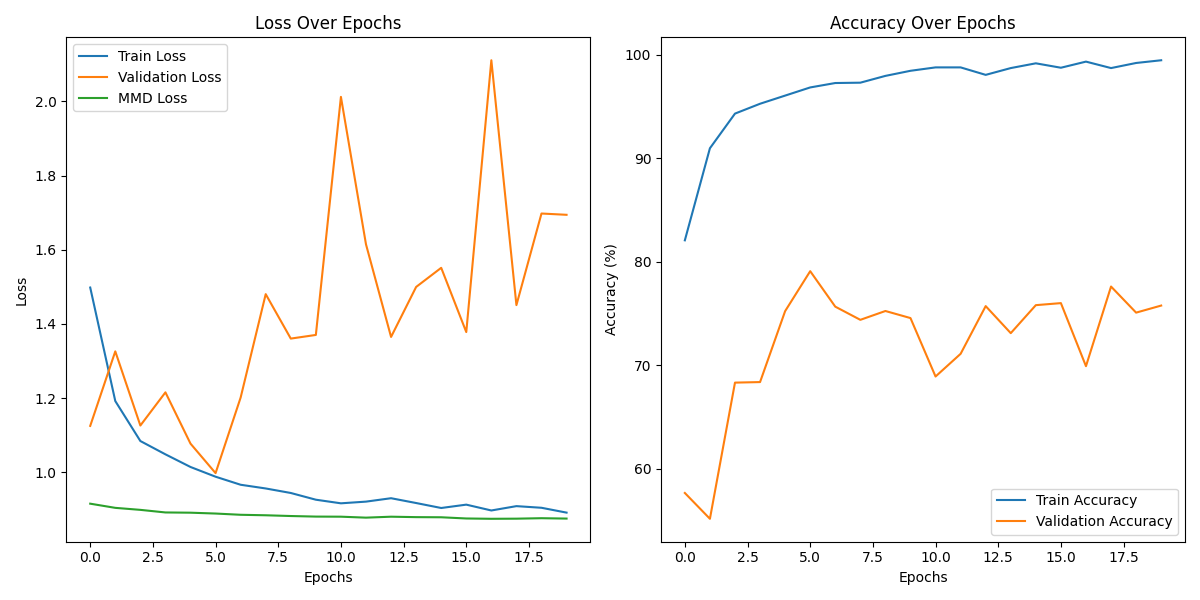 Loss Over Epochs
Train Loss
Validation Loss
MMD Loss
2.0
1.8
1.6
1.4
1.2
1.0
Loss
0.0 2.5 5.0 7.5 10.0 12.5 15.0 17.5
Epochs
Accuracy Over Epochs
100
90
80
70
60
Accuracy (%)
Train Accuracy
Validation Accuracy
0.0 2.5 5.0 7.5 10.0 12.5 15.0 17.5
Epochs